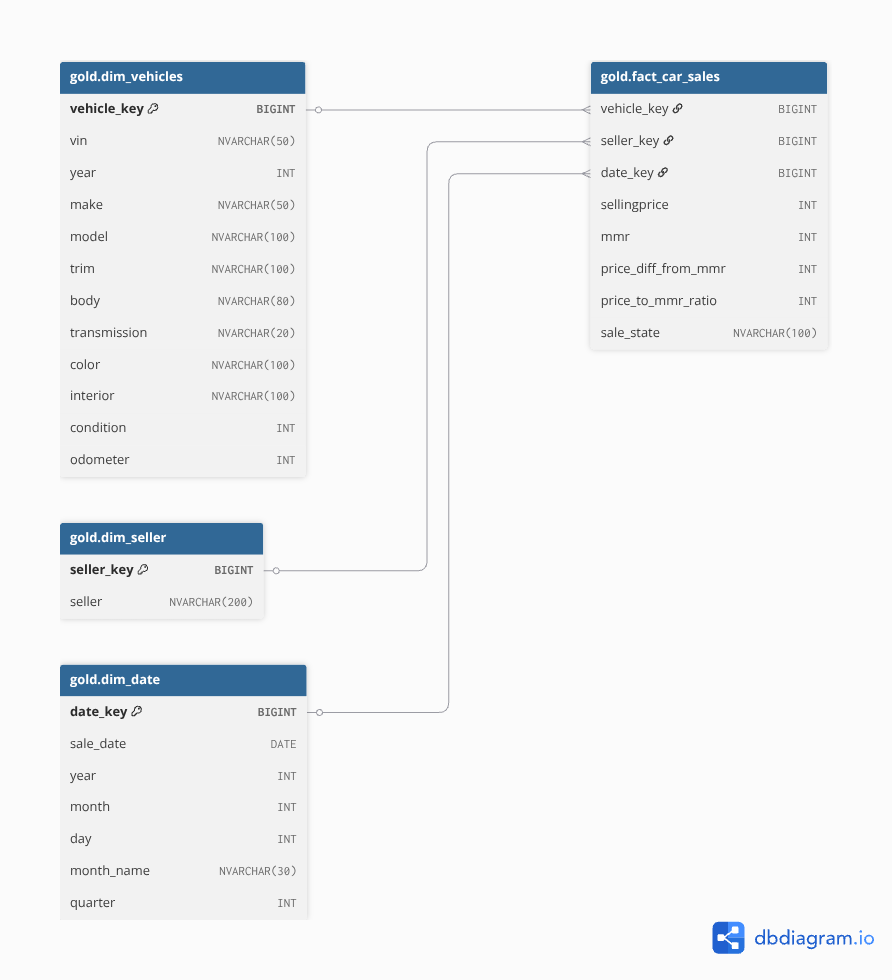 gold.dim_vehicles
vehicle_key BIGINT
vin NVARCHAR(50)
year INT
make NVARCHAR(50)
model NVARCHAR(100)
trim NVARCHAR(100)
body NVARCHAR(80)
transmission NVARCHAR(20)
color NVARCHAR(100)
interior NVARCHAR(100)
condition INT
odometer INT
gold.fact_car_sales
vehicle_key BIGINT
seller_key BIGINT
date_key BIGINT
sellingprice INT
mmr INT
price_diff_from_mmr INT
price_to_mmr_ratio INT
sale_state NVARCHAR(100)
gold.dim_seller
seller_key BIGINT
seller NVARCHAR(200)
gold.dim_date
date_key BIGINT
sale_date DATE
year INT
month INT
day INT
month_name NVARCHAR(30)
quarter INT
dbdiagram.io